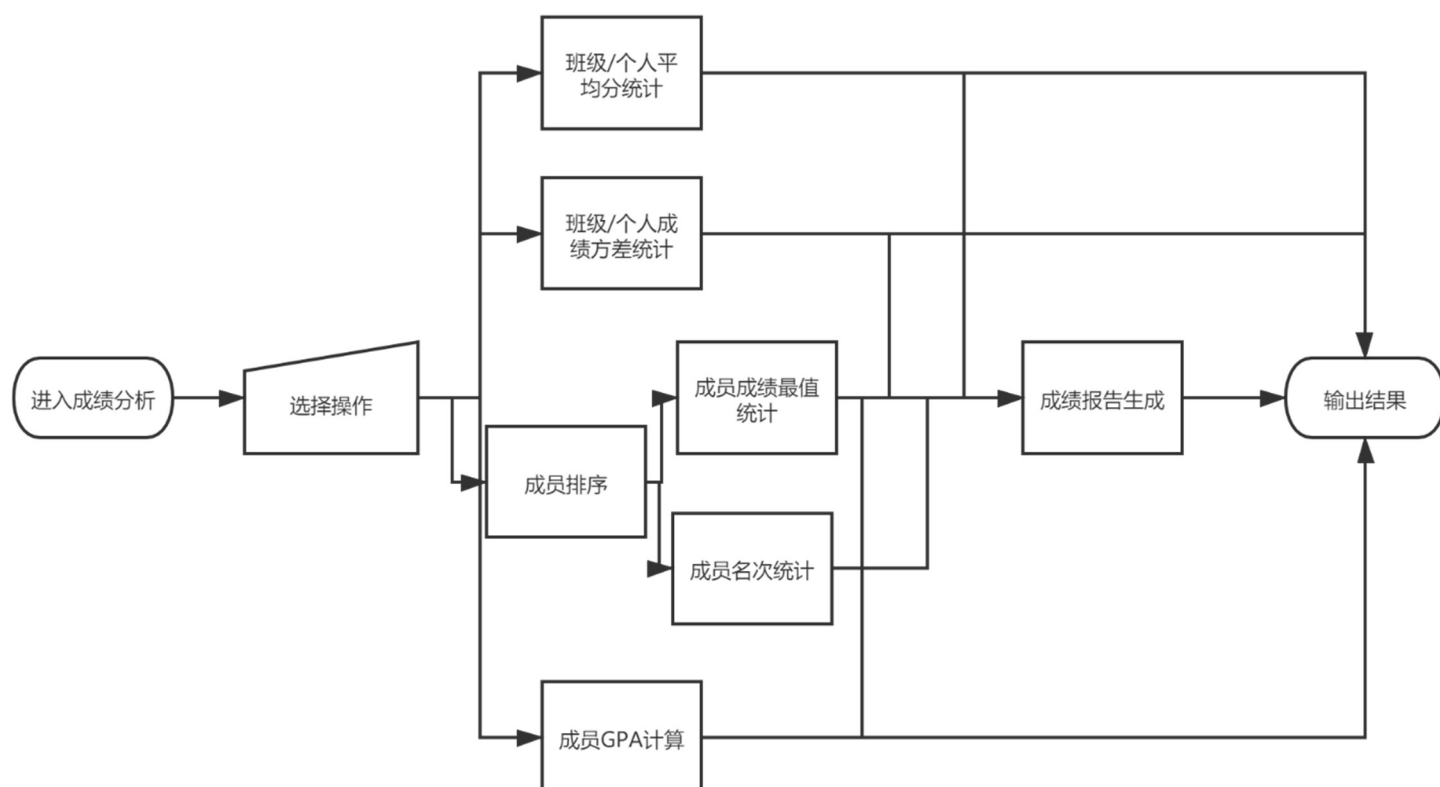 班级/个人平
均分统计
班级/个人成
绩方差统计
进入成绩分析
选择操作
成员成绩最值
统计
成绩报告生成
输出结果
成员排序
成员名次统计
成员GPA计算